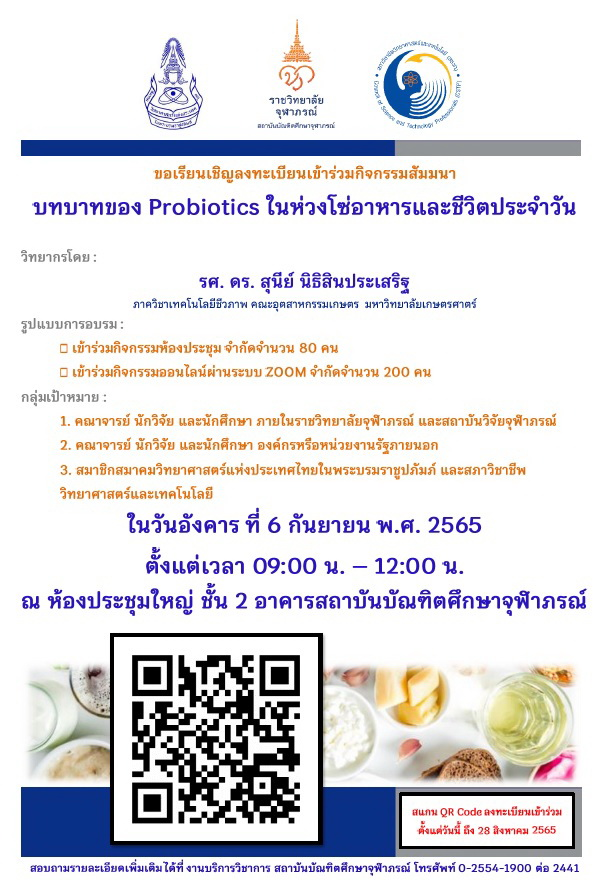 ราชวิทยาลัย
จุฬาภรณ์
สถาบันบัณฑิตศึกษาจุฬาภรณ์
Council of Science and Technology Professionals (CSTP)
ขอเรียนเชิญลงทะเบียนเข้าร่วมกิจกรรมสัมมนา
บทบาทของ Probiotics ในห่วงโซ่อาหารและชีวิตประจำวัน
วิทยากรโดย :
รศ. ดร. สุนีย์ นิธิสินประเสริฐ
ภาควิชาเทคโนโลยีชีวภาพ คณะอุตสาหกรรมเกษตร มหาวิทยาลัยเกษตรศาตร์
รูปแบบการอบรม :
☐ เข้าร่วมกิจกรรมห้องประชุม จำกัดจำนวน 80 คน
☐ เข้าร่วมกิจกรรมออนไลน์ผ่านระบบ ZOOM จำกัดจำนวน 200 คน
กลุ่มเป้าหมาย :
1. คณาจารย์ นักวิจัย และนักศึกษา ภายในราชวิทยาลัยจุฬาภรณ์ และสถาบันวิจัยจุฬาภรณ์
2. คณาจารย์ นักวิจัย และนักศึกษา องค์กรหรือหน่วยงานรัฐภายนอก
3. สมาชิกสมาคมวิทยาศาสตร์แห่งประเทศไทยในพระบรมราชูปภัมภ์ และสภาวิชาชีพ
วิทยาศาสตร์และเทคโนโลยี
ในวันอังคาร ที่ 6 กันยายน พ.ศ. 2565
ตั้งแต่เวลา 09:00 น. – 12:00 น.
ณ ห้องประชุมใหญ่ ชั้น 2 อาคารสถาบันบัณฑิตศึกษาจุฬาภรณ์
สแกน QR Code ลงทะเบียนเข้าร่วม
ตั้งแต่วันนี้ ถึง 28 สิงหาคม 2565
สอบถามรายละเอียดเพิ่มเติมได้ที่ งานบริการวิชาการ สถาบันบัณฑิตศึกษาจุฬาภรณ์ โทรศัพท์ 0-2554-1900 ต่อ 2441